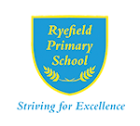 Ryefield
Primary
School
Striving for Excellence